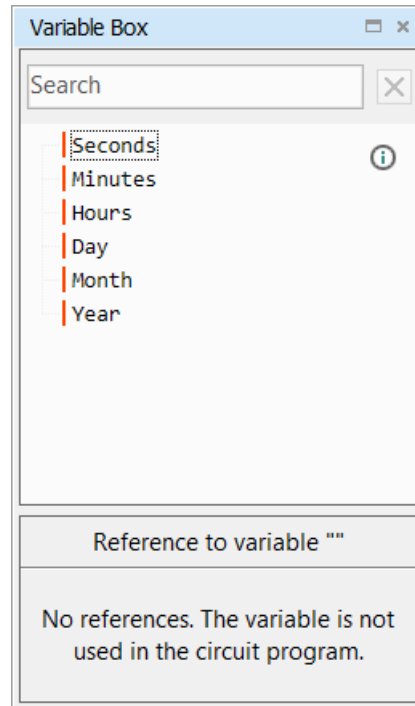 Variable Box
Search
Seconds
Minutes
Hours
Day
Month
Year
Reference to variable ""
No references. The variable is not
used in the circuit program.